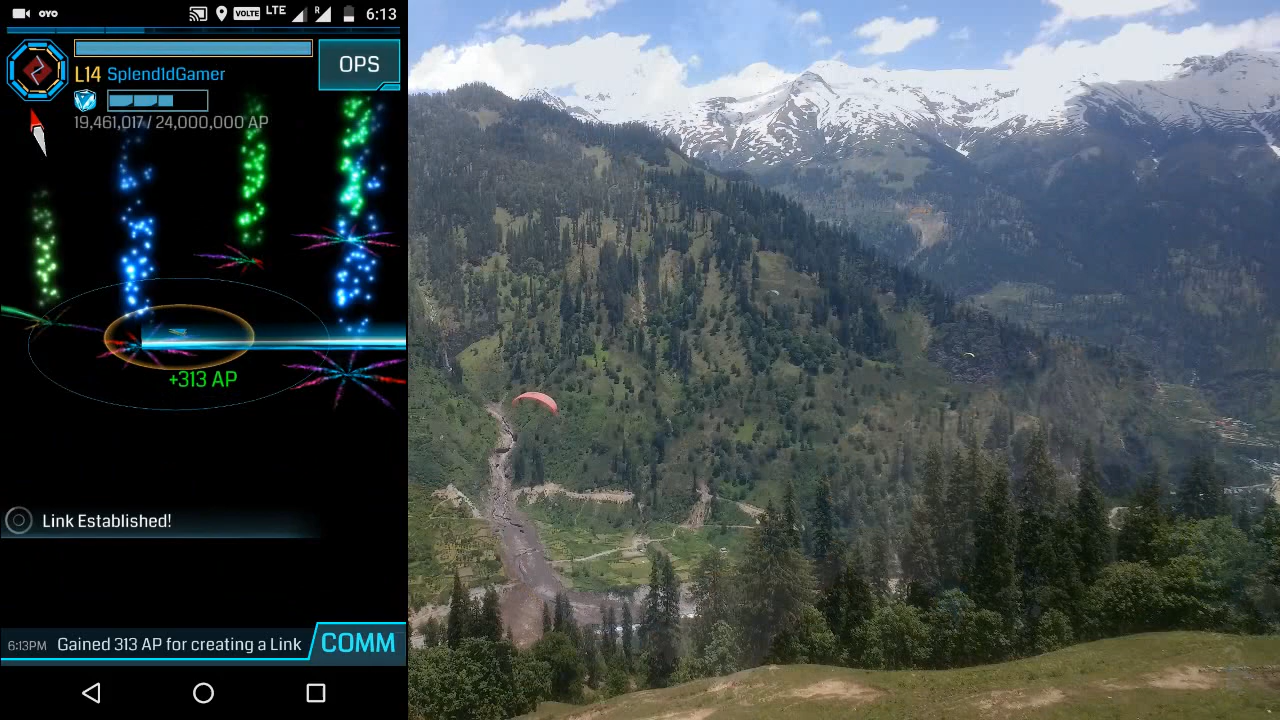 OYO VOLTE LTE R 6:13
OPS
L14 Splend1dGamer
19,461,017 / 24,000,000 AP
+313 AP
Link Established!
6:13PM Gained 313 AP for creating a Link COMM